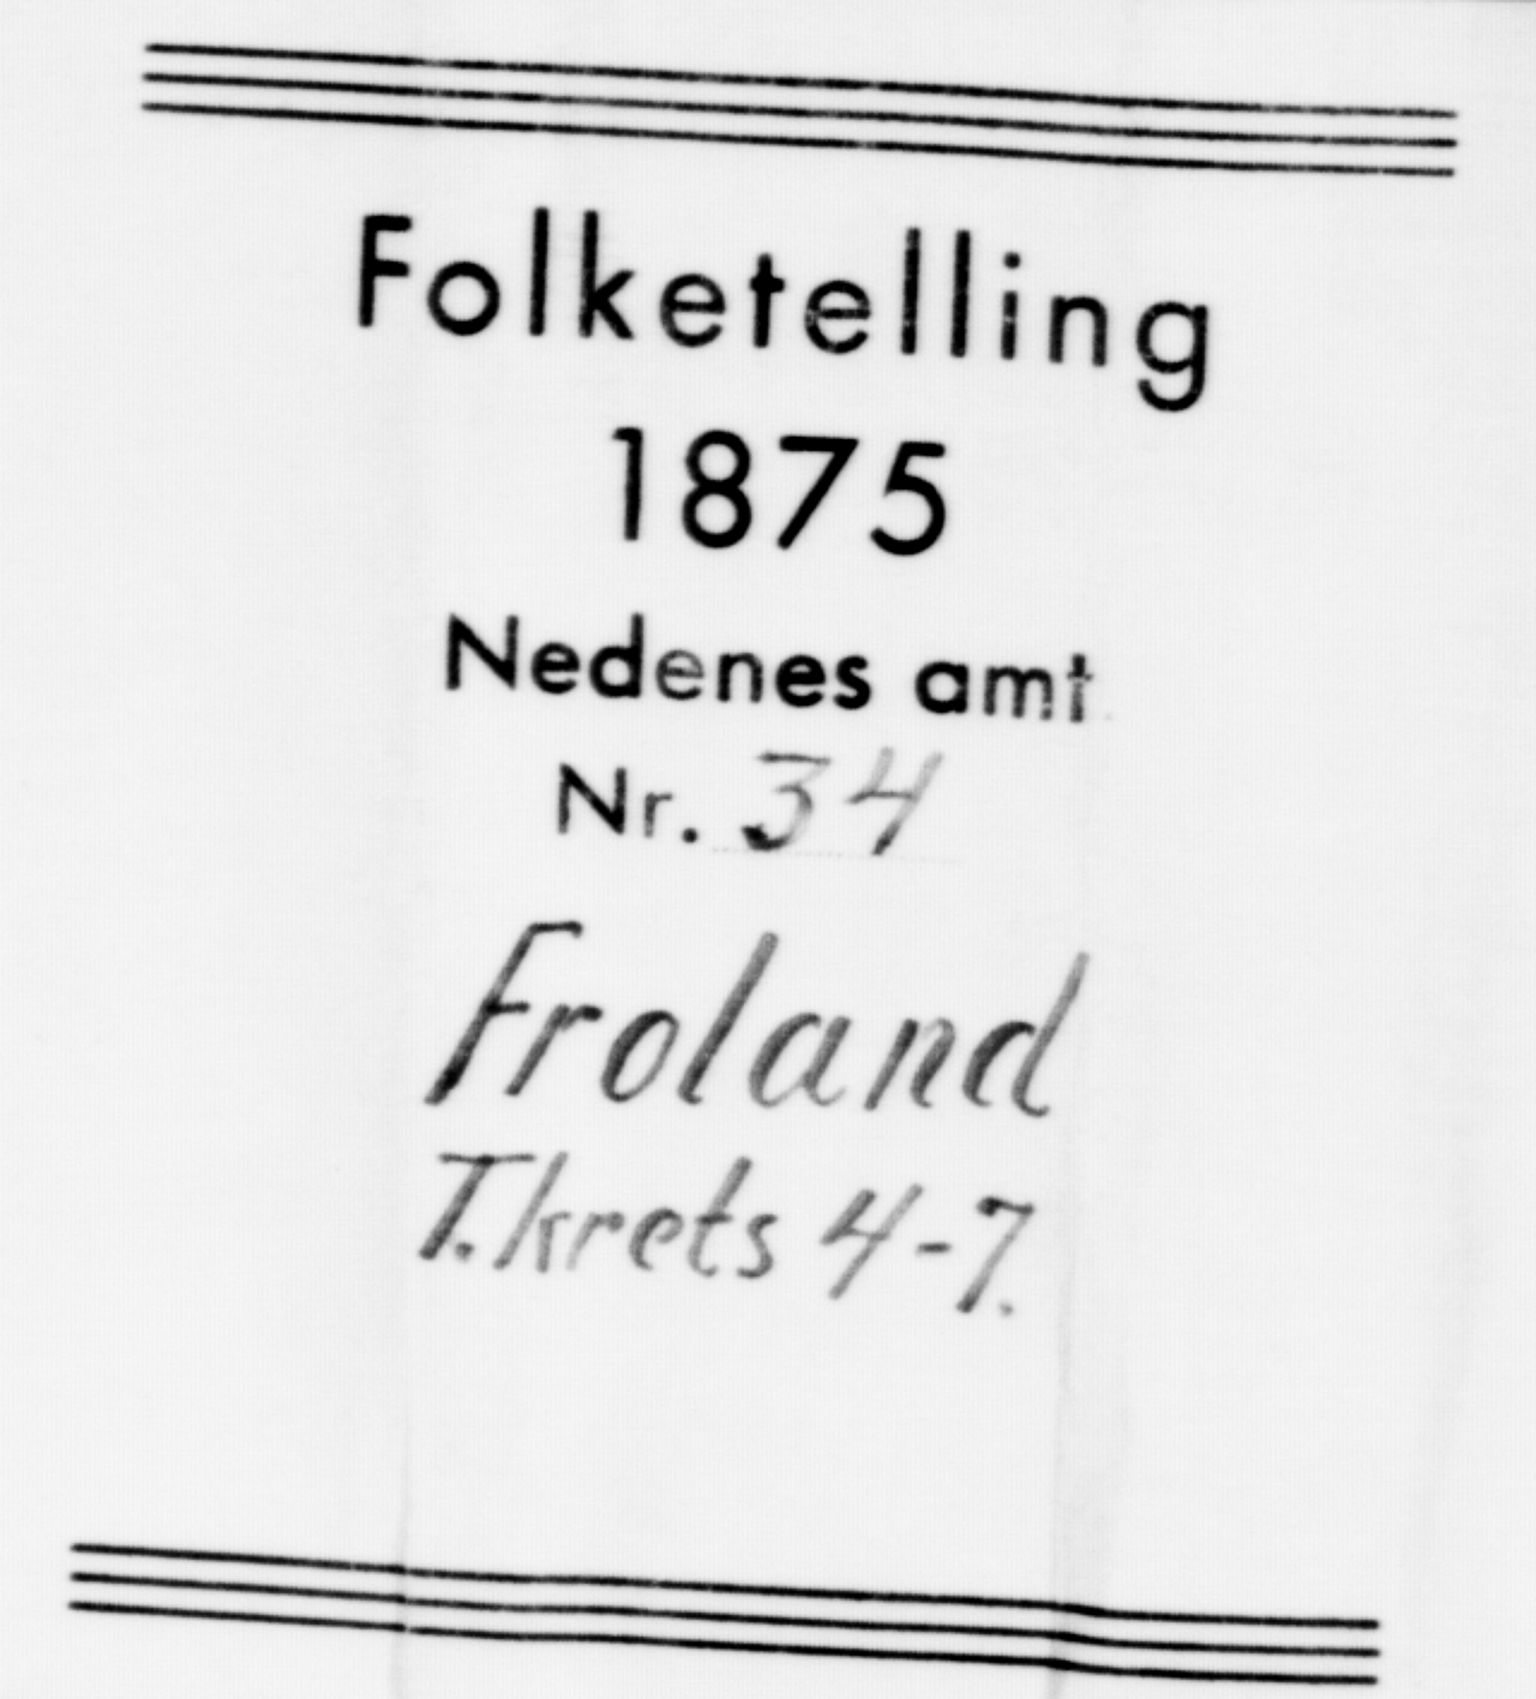 Folketelling
1875
Nedenes amt
Nr. 34
Froland
T.krets 4-7.